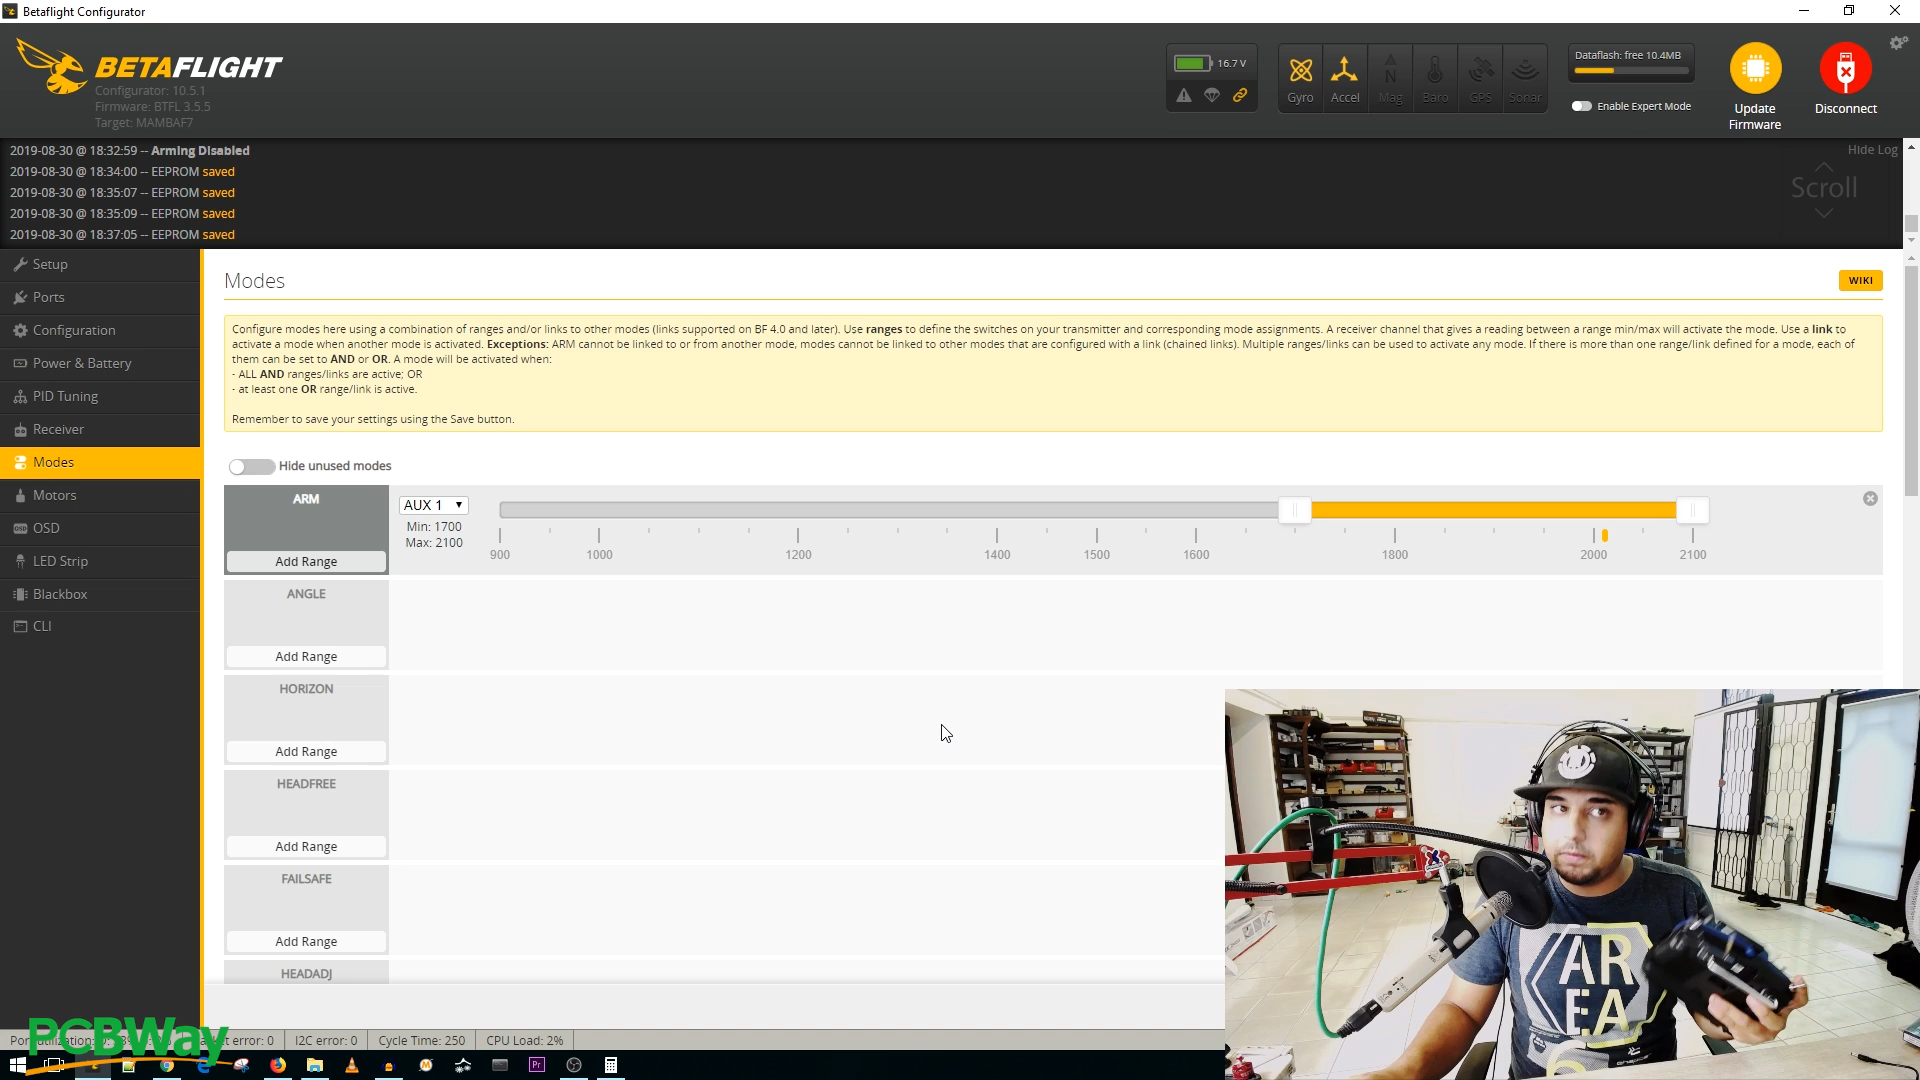 Betaflight Configurator
BETAFLIGHT
Configurator: 10.5.1
Firmware: BTFL 3.5.5
Target: MAMBAF7
16.7 V
Gyro
Accel
Mag
Baro
GPS
Sonar
Dataflash: free 10.4MB
Enable Expert Mode
Update
Firmware
Disconnect
2019-08-30 @ 18:32:59 -- Arming Disabled
2019-08-30 @ 18:34:00 -- EEPROM saved
2019-08-30 @ 18:35:07 -- EEPROM saved
2019-08-30 @ 18:35:09 -- EEPROM saved
2019-08-30 @ 18:37:05 -- EEPROM saved
Hide Log
Scroll
Setup
Ports
Configuration
Power & Battery
PID Tuning
Receiver
Modes
Motors
OSD
LED Strip
Blackbox
CLI
Modes
WIKI
Configure modes here using a combination of ranges and/or links to other modes (links supported on BF 4.0 and later). Use ranges to define the switches on your transmitter and corresponding mode assignments. A receiver channel that gives a reading between a range min/max will activate the mode. Use a link to
activate a mode when another mode is activated. Exceptions: ARM cannot be linked to or from another mode, modes cannot be linked to other modes that are configured with a link (chained links). Multiple ranges/links can be used to activate any mode. If there is more than one range/link defined for a mode, each of
them can be set to AND or OR. A mode will be activated when:
- ALL AND ranges/links are active; OR
- at least one OR range/link is active.
Remember to save your settings using the Save button.
Hide unused modes
ARM
Add Range
AUX 1
Min: 1700
Max: 2100
900 1000 1200 1400 1500 1600 1800 2000 2100
ANGLE
Add Range
HORIZON
Add Range
HEADFREE
Add Range
FAILSAFE
Add Range
HEADADJ
PCBWay
error: 0
I2C error: 0
Cycle Time: 250
CPU Load: 2%
Pr
AR
EA